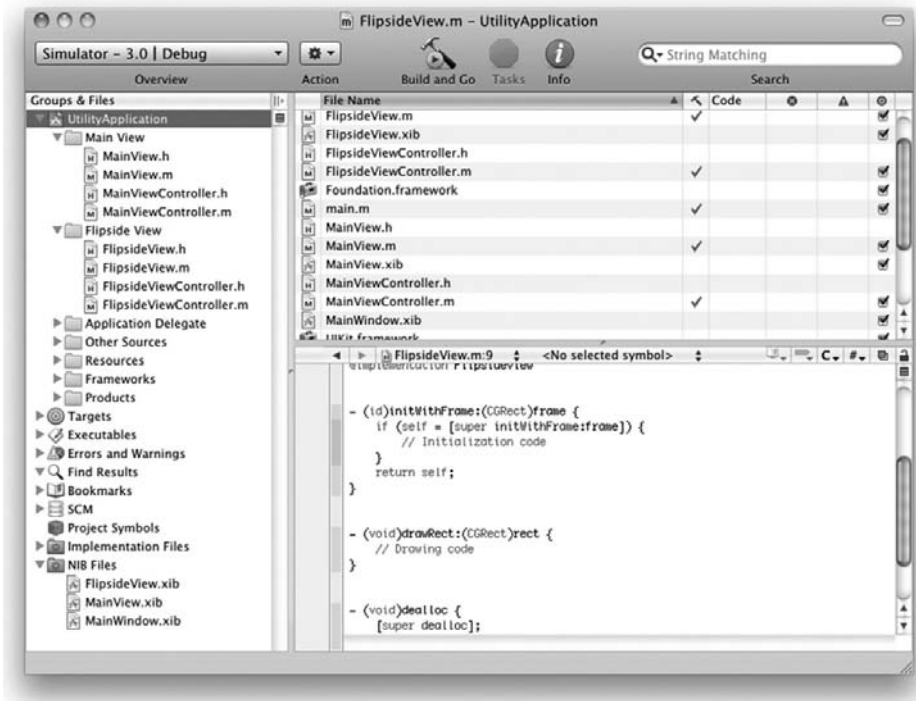 FlipsideView.m – UtilityApplication
Simulator – 3.0 | Debug
String Matching
Overview
Action
Build and Go
Tasks
Info
Search
Groups & Files
UtilityApplication
Main View
MainView.h
MainView.m
MainViewController.h
MainViewController.m
Flipside View
FlipsideView.h
FlipsideView.m
FlipsideViewController.h
FlipsideViewController.m
Application Delegate
Other Sources
Resources
Frameworks
Products
Targets
Executables
Errors and Warnings
Find Results
Bookmarks
SCM
Project Symbols
Implementation Files
NIB Files
FlipsideView.xib
MainView.xib
MainWindow.xib
File Name
Code
FlipsideView.m
FlipsideView.xib
FlipsideViewController.h
FlipsideViewController.m
Foundation.framework
main.m
MainView.h
MainView.m
MainView.xib
MainViewController.h
MainViewController.m
MainWindow.xib
UIKit.framework
FlipsideView.m:9
<No selected symbol>
C
#
@implementation FlipsideView
- (id)initWithFrame:(CGRect)frame {
if (self = [super initWithFrame:frame]) {
// Initialization code
}
return self;
}
- (void)drawRect:(CGRect)rect {
// Drawing code
}
- (void)dealloc {
[super dealloc];